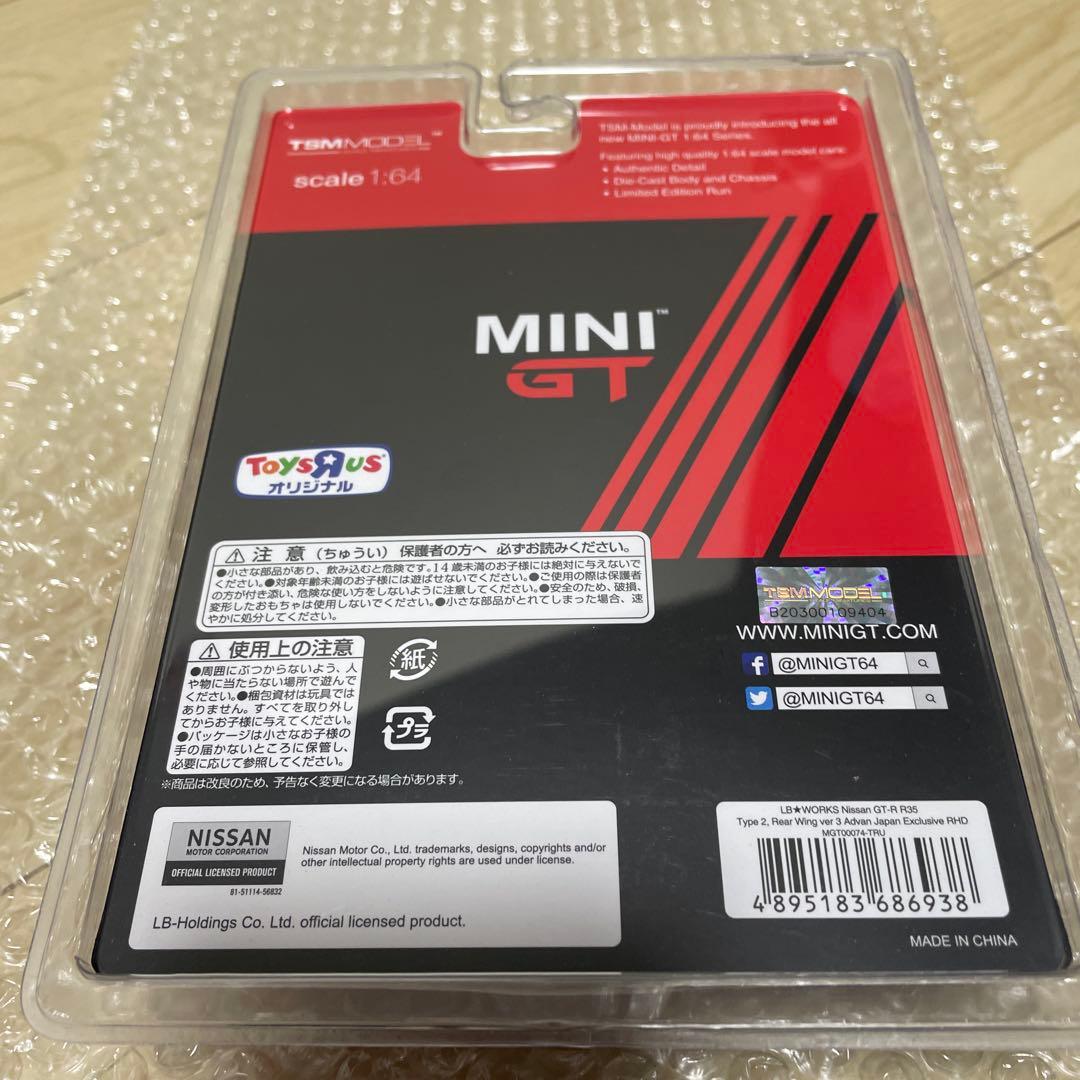 TSMMODEL™
scale 1:64
TSM-Model is proudly introducing the all
new MINI-GT 1:64 Series.
Featuring high quality 1:64 scale model cars:
• Authentic Detail
• Die-Cast Body and Chassis
• Limited Edition Run
MINI™
GT
TOYSЯUS
オリジナル
⚠ 注 意 (ちゅうい) 保護者の方へ 必ずお読みください。
●小さな部品があり、飲み込むと危険です。14歳未満のお子様には絶対に与えないで
ください。●対象年齢未満のお子様には遊ばせないでください。●ご使用の際は保護者
の方が付き添い、危険な使い方をしないように注意してください。●安全のため、破損、
変形したおもちゃは使用しないでください。●小さな部品がとれてしまった場合、速
やかに処分してください。
⚠ 使用上の注意
●周囲にぶつからないよう、人
や物に当たらない場所で遊んで
ください。●梱包資材は玩具では
ありません。すべてを取り外し
てからお子様に与えてください。
●パッケージは小さなお子様の
手の届かないところに保管し、
必要に応じて参照してください。
紙
プラ
※商品は改良のため、予告なく変更になる場合があります。
TSMMODEL
B20300109404
WWW.MINIGT.COM
@MINIGT64
@MINIGT64
NISSAN
MOTOR CORPORATION
OFFICIAL LICENSED PRODUCT
81-51114-56832
Nissan Motor Co., Ltd. trademarks, designs, copyrights and/or
other intellectual property rights are used under license.
LB-Holdings Co. Ltd. official licensed product.
LB★WORKS Nissan GT-R R35
Type 2, Rear Wing ver 3 Advan Japan Exclusive RHD
MGT00074-TRU
4 895183 686938
MADE IN CHINA